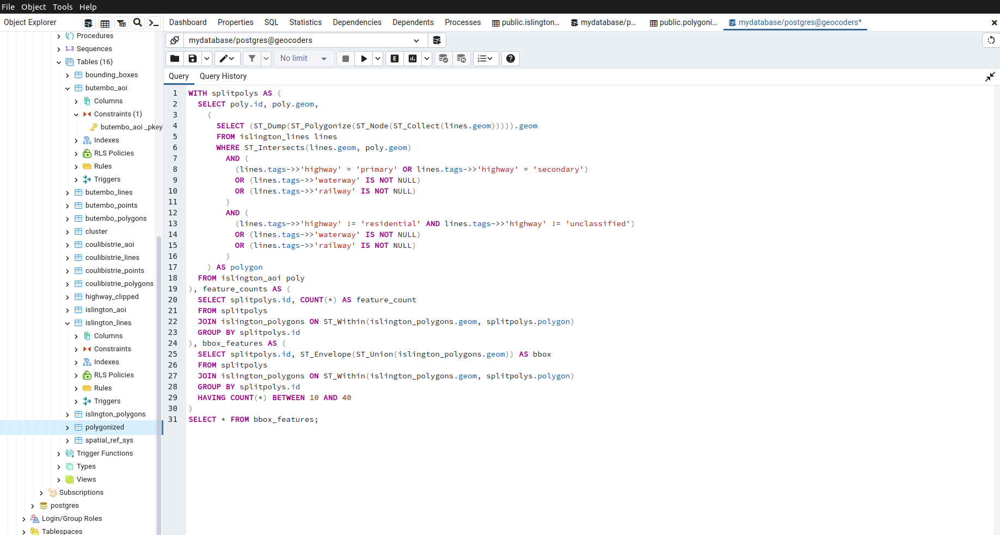 File Object Tools Help
Object Explorer
Dashboard Properties SQL Statistics Dependencies Dependents Processes public.islington... mydatabase/p... public.polygoni... mydatabase/postgres@geocoders*
Procedures
1.3 Sequences
Tables (16)
bounding_boxes
butembo_aoi
Columns
Constraints (1)
butembo_aoi _pkey
Indexes
RLS Policies
Rules
Triggers
butembo_lines
butembo_points
butembo_polygons
cluster
coulibistrie_aoi
coulibistrie_lines
coulibistrie_points
coulibistrie_polygons
highway_clipped
islington_aoi
islington_lines
Columns
Constraints
Indexes
RLS Policies
Rules
Triggers
islington_polygons
polygonized
spatial_ref_sys
Trigger Functions
Types
Views
Subscriptions
postgres
Login/Group Roles
Tablespaces
mydatabase/postgres@geocoders
No limit
E
Query Query History
1 WITH splitpolys AS (
2 SELECT poly.id, poly.geom,
3 (
4 SELECT (ST_Dump(ST_Polygonize(ST_Node(ST_Collect(lines.geom))))).geom
5 FROM islington_lines lines
6 WHERE ST_Intersects(lines.geom, poly.geom)
7 AND (
8 (lines.tags->>'highway' = 'primary' OR lines.tags->>'highway' = 'secondary')
9 OR (lines.tags->>'waterway' IS NOT NULL)
10 OR (lines.tags->>'railway' IS NOT NULL)
11 )
12 AND (
13 (lines.tags->>'highway' != 'residential' AND lines.tags->>'highway' != 'unclassified')
14 OR (lines.tags->>'waterway' IS NOT NULL)
15 OR (lines.tags->>'railway' IS NOT NULL)
16 )
17 ) AS polygon
18 FROM islington_aoi poly
19 ), feature_counts AS (
20 SELECT splitpolys.id, COUNT(*) AS feature_count
21 FROM splitpolys
22 JOIN islington_polygons ON ST_Within(islington_polygons.geom, splitpolys.polygon)
23 GROUP BY splitpolys.id
24 ), bbox_features AS (
25 SELECT splitpolys.id, ST_Envelope(ST_Union(islington_polygons.geom)) AS bbox
26 FROM splitpolys
27 JOIN islington_polygons ON ST_Within(islington_polygons.geom, splitpolys.polygon)
28 GROUP BY splitpolys.id
29 HAVING COUNT(*) BETWEEN 10 AND 40
30 )
31 SELECT * FROM bbox_features;